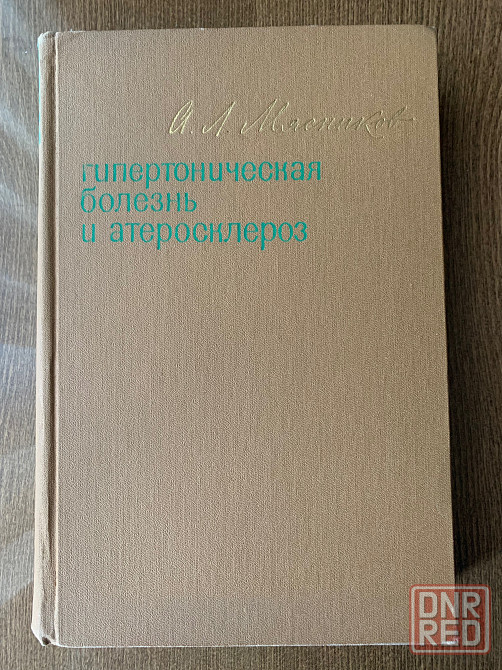 А. Л. Мясников
гипертоническая
болезнь
и атеросклероз
DNR
RED